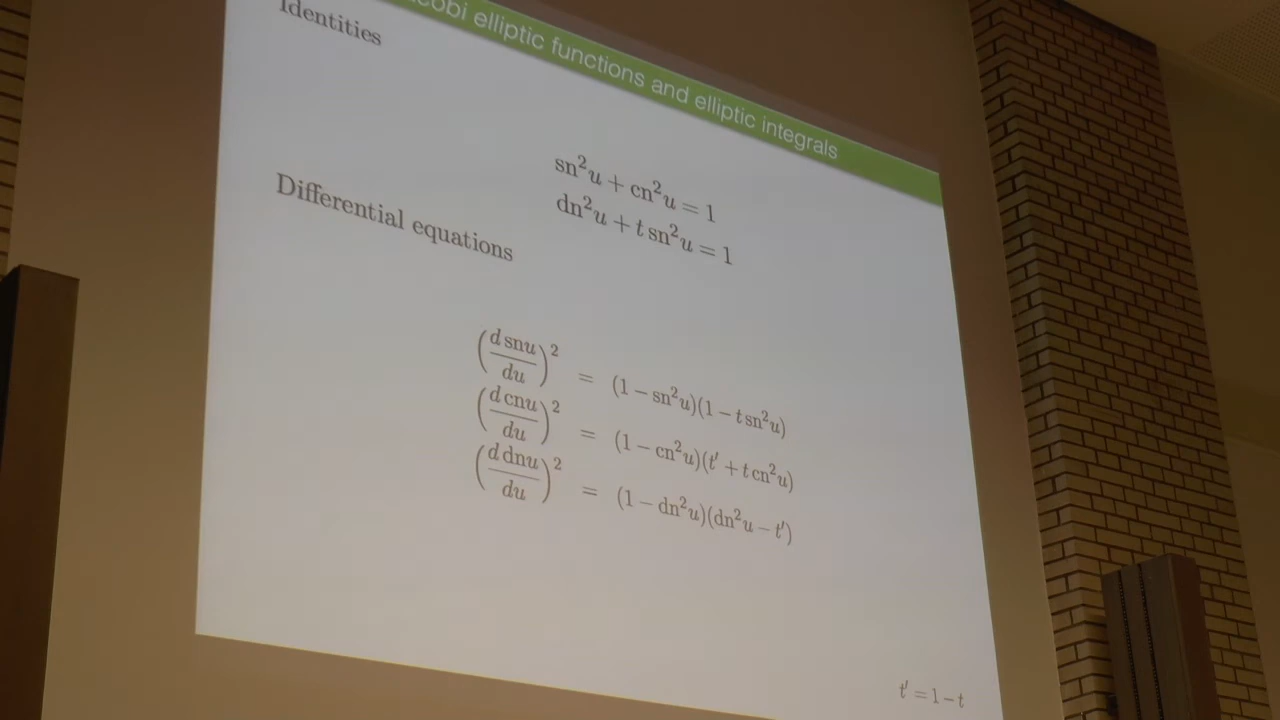 elliptic functions and elliptic integrals
Identities
sn²u + cn²u = 1
dn²u + t sn²u = 1
Differential equations
(d snu / du)² = (1 − sn²u)(1 − t sn²u)
(d cnu / du)² = (1 − cn²u)(t′ + t cn²u)
(d dnu / du)² = (1 − dn²u)(dn²u − t′)
t′ = 1 − t